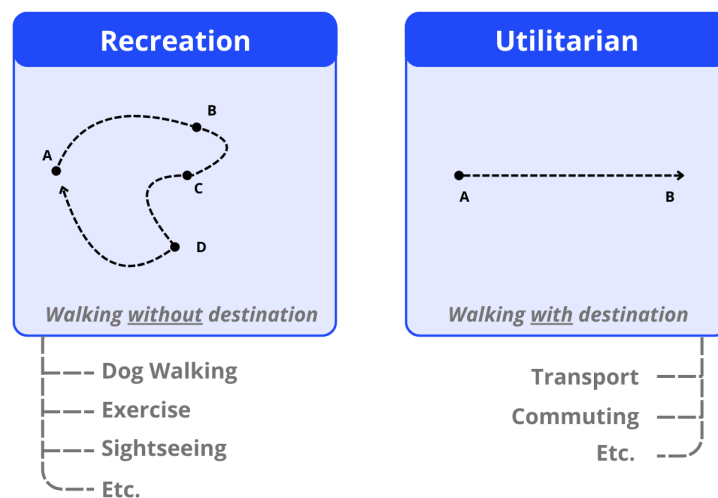 Recreation
A
B
C
D
Walking without destination
Dog Walking
Exercise
Sightseeing
Etc.
Utilitarian
A
B
Walking with destination
Transport
Commuting
Etc.